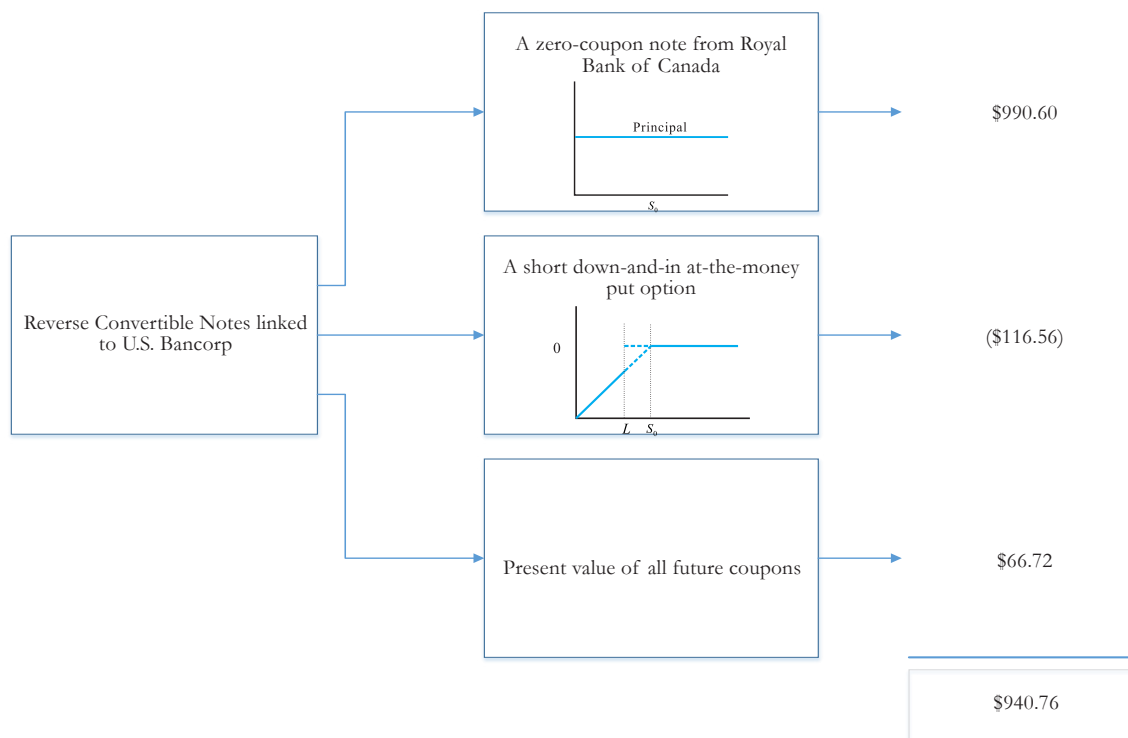 A zero-coupon note from Royal
Bank of Canada
Principal
S₀
$990.60
Reverse Convertible Notes linked
to U.S. Bancorp
A short down-and-in at-the-money
put option
0
L S₀
($116.56)
Present value of all future coupons
$66.72
$940.76